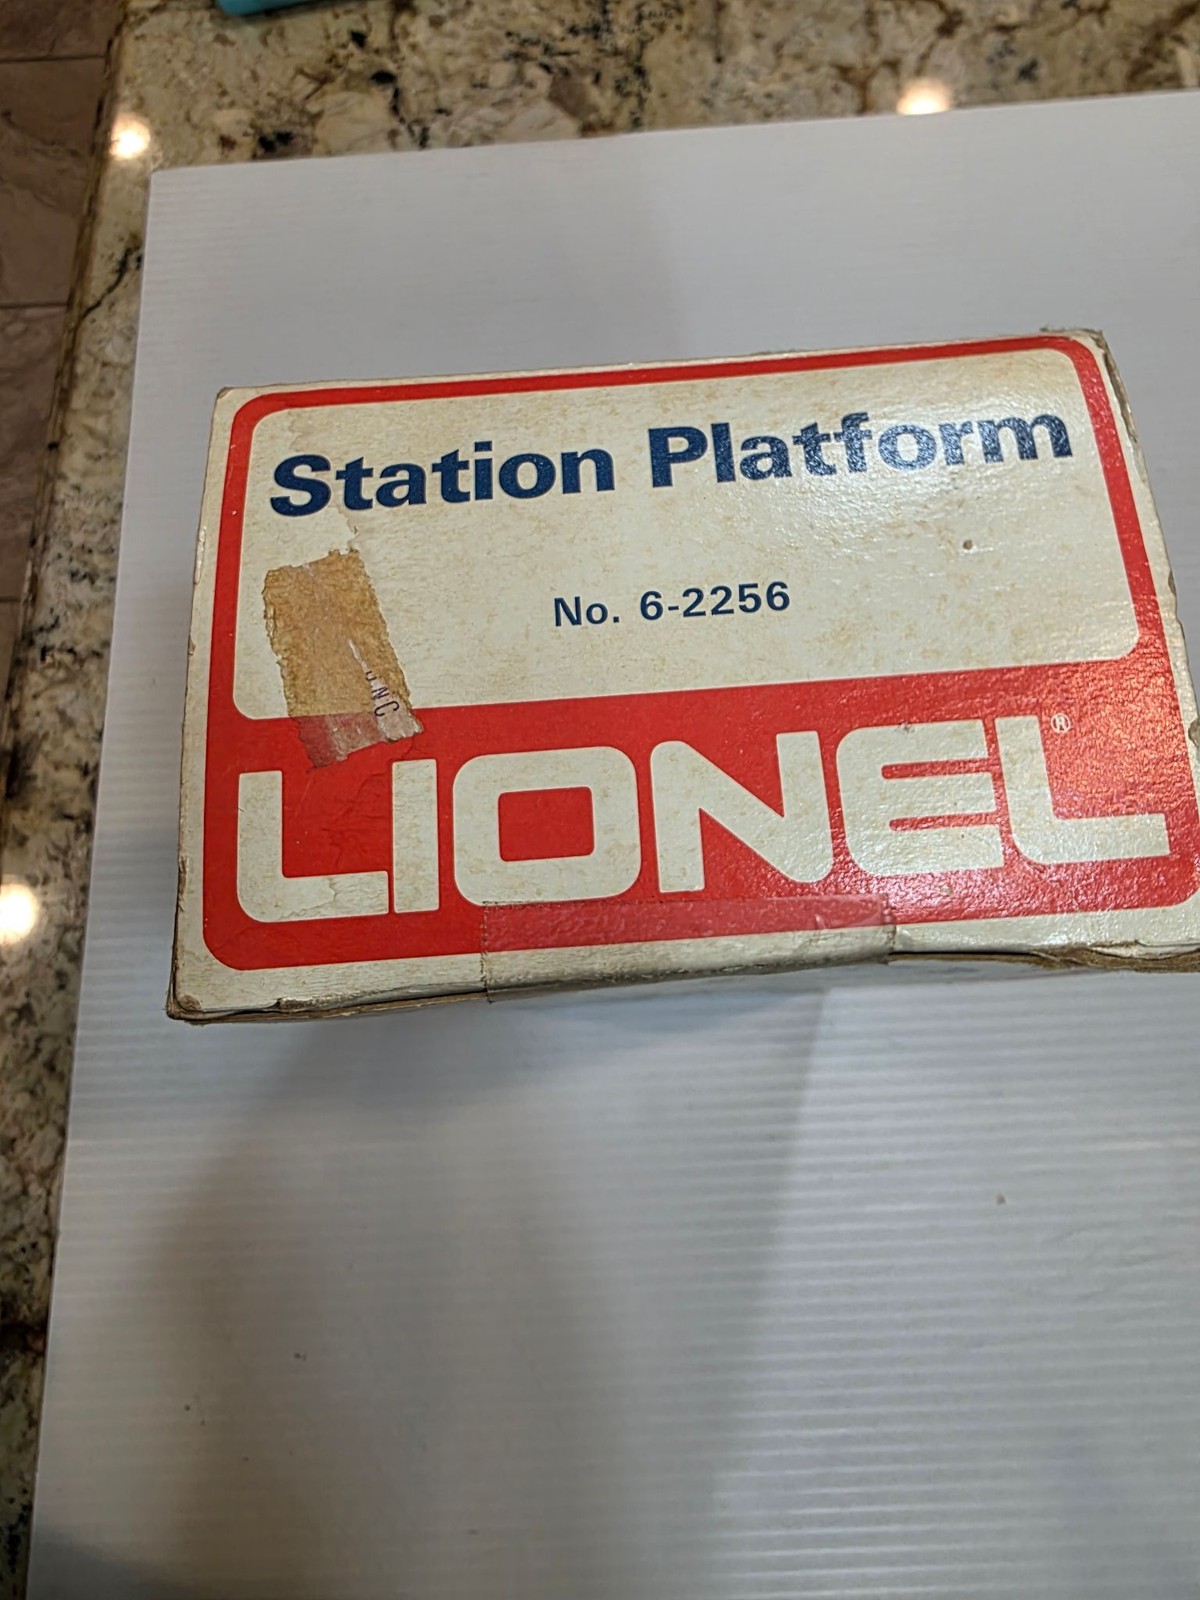 Station Platform
No. 6-2256
LIONEL®